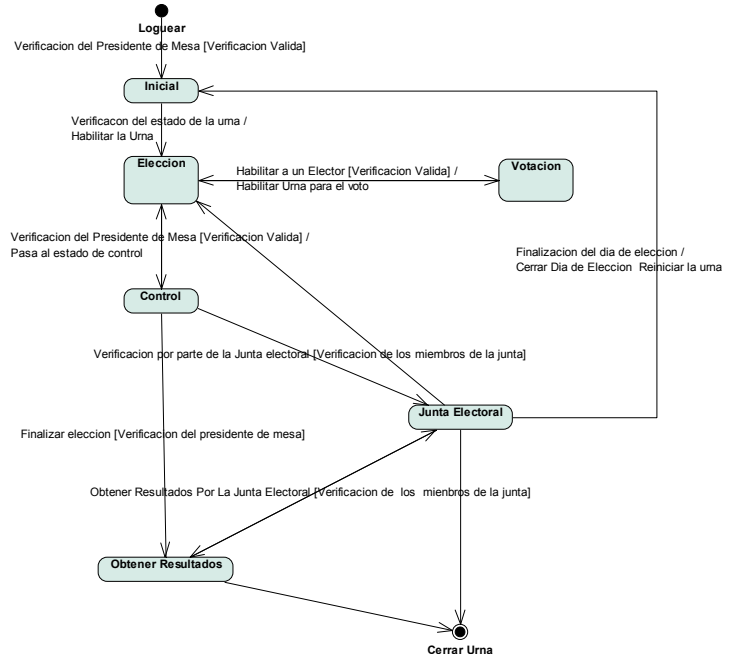 Loguear
Verificacion del Presidente de Mesa [Verificacion Valida]
Inicial
Verificacon del estado de la urna /
Habilitar la Urna
Eleccion
Habilitar a un Elector [Verificacion Valida] /
Habilitar Urna para el voto
Votacion
Verificacion del Presidente de Mesa [Verificacion Valida] /
Pasa al estado de control
Finalizacion del dia de eleccion /
Cerrar Dia de Eleccion Reiniciar la urna
Control
Verificacion por parte de la Junta electoral [Verificacion de los miembros de la junta]
Junta Electoral
Finalizar eleccion [Verificacion del presidente de mesa]
Obtener Resultados Por La Junta Electoral [Verificacion de los miembros de la junta]
Obtener Resultados
Cerrar Urna